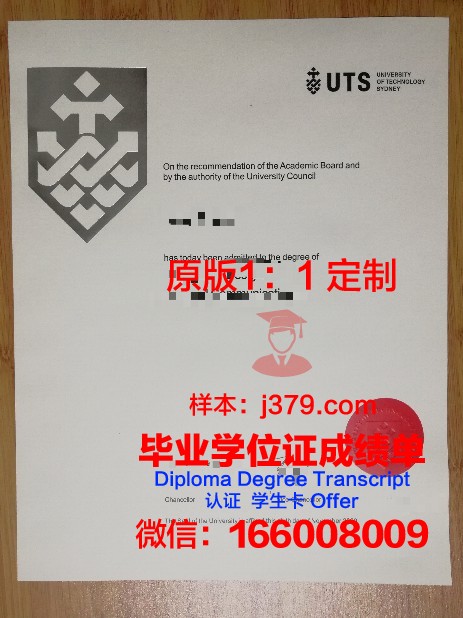 UTS
UNIVERSITY
OF TECHNOLOGY
SYDNEY
On the recommendation of the Academic Board and
by the authority of the University Council
has today been admitted to the degree of
原版1：1 定制
样本：j379.com
毕业学位证成绩单
Diploma Degree Transcript
Chancellor
认证 学生卡 Offer
微信：166008009